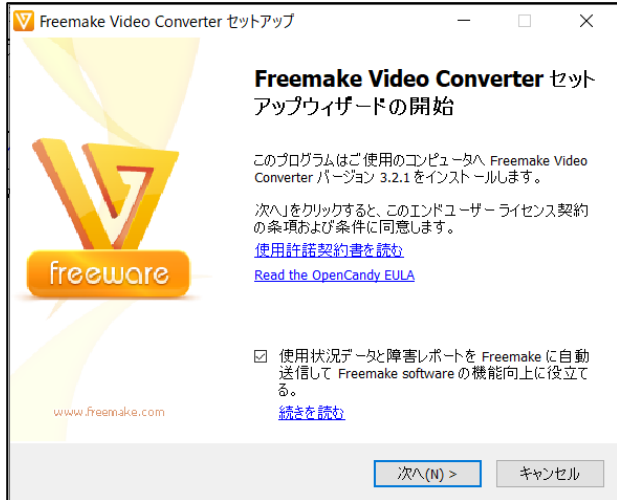 Freemake Video Converter セットアップ
Freemake Video Converter セット
アップウィザードの開始
このプログラムはご使用のコンピュータへ Freemake Video
Converter バージョン 3.2.1 をインストールします。
次へ」をクリックすると、このエンドユーザー ライセンス契約
の条項および条件に同意します。
使用許諾契約書を読む
Read the OpenCandy EULA
freeware
使用状況データと障害レポートを Freemake に自動
送信して Freemake software の機能向上に役立て
る。
続きを読む
www.freemake.com
次へ(N) >
キャンセル